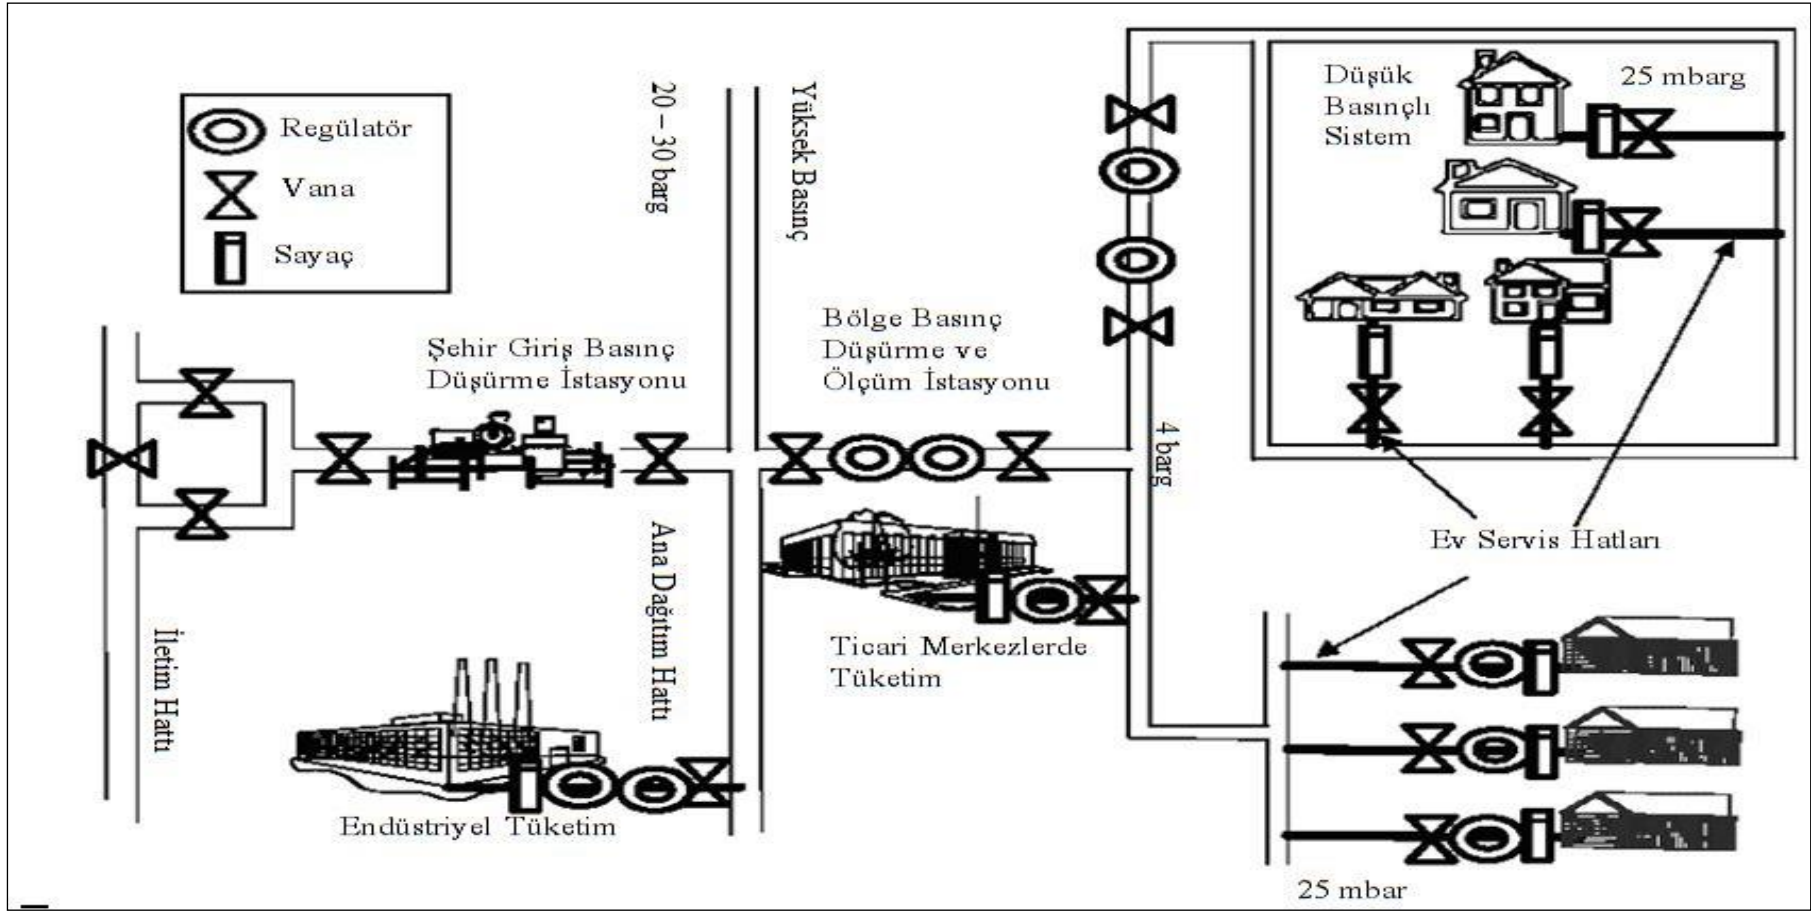 Regülatör
Vana
Sayaç
20 – 30 barg
Yüksek Basınç
Düşük
Basınçlı
Sistem
25 mbarg
Şehir Giriş Basınç
Düşürme İstasyonu
Bölge Basınç
Düşürme ve
Ölçüm İstasyonu
4 barg
Ev Servis Hatları
İletim Hattı
Ana Dağıtım Hattı
Ticari Merkezlerde
Tüketim
Endüstriyel Tüketim
25 mbar